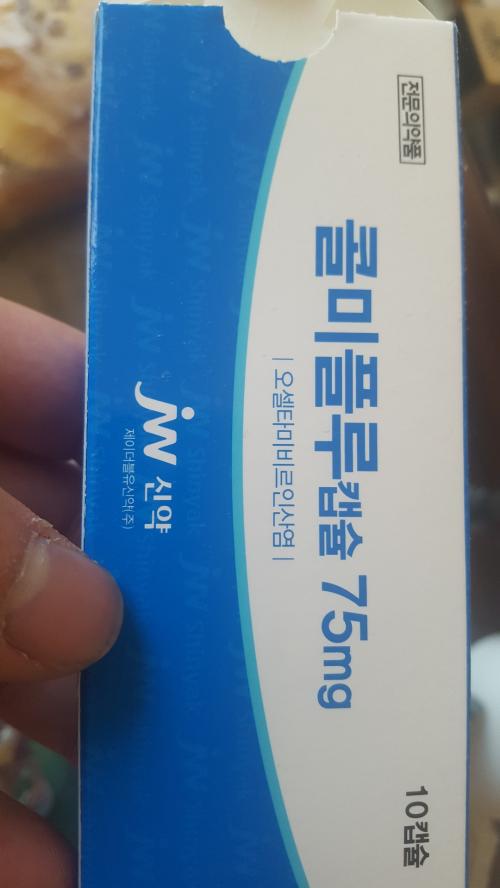 전문의약품
콜미플루캡슐 75mg
| 오셀타미비르인산염 |
JW 신약
제이더블유신약(주)
10캡슐